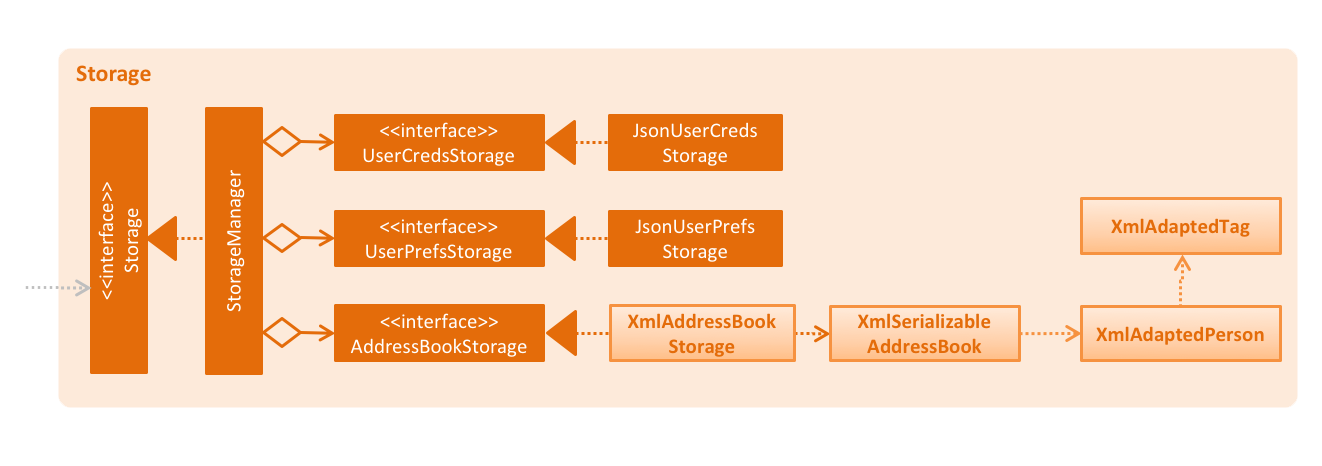 Storage
<<interface>>
Storage
StorageManager
<<interface>>
UserCredsStorage
JsonUserCreds
Storage
<<interface>>
UserPrefsStorage
JsonUserPrefs
Storage
<<interface>>
AddressBookStorage
XmlAddressBook
Storage
XmlSerializable
AddressBook
XmlAdaptedTag
XmlAdaptedPerson